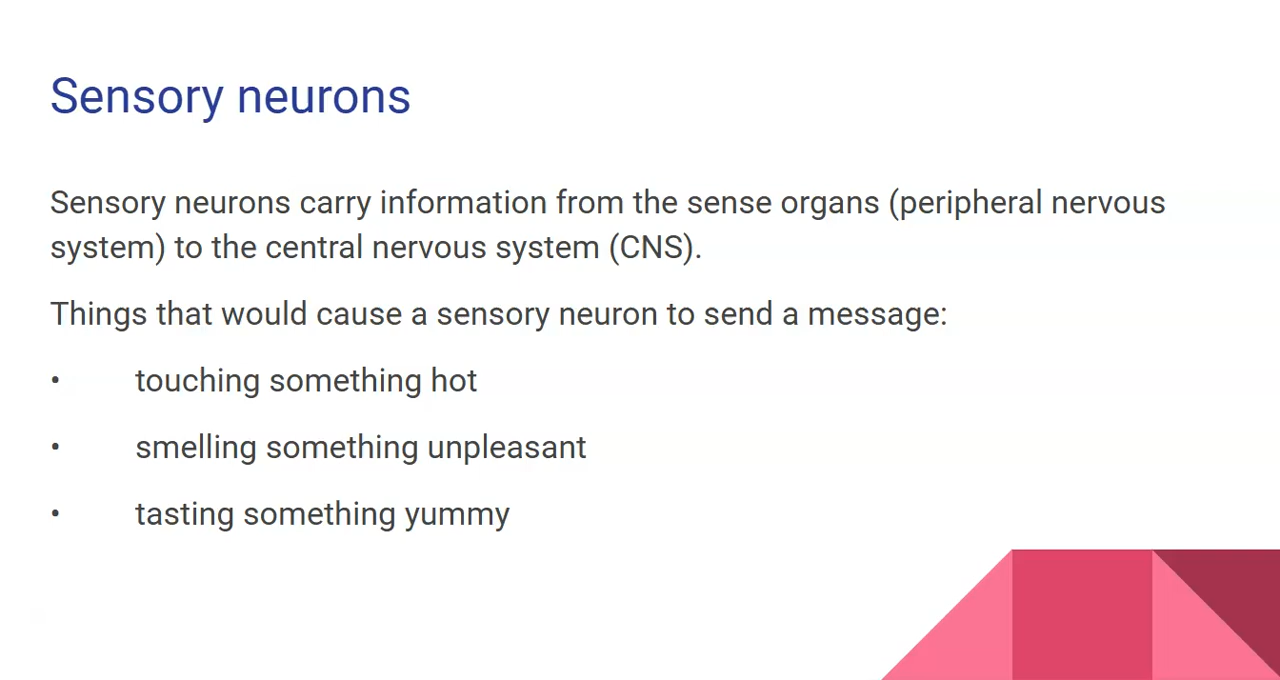 Sensory neurons
Sensory neurons carry information from the sense organs (peripheral nervous
system) to the central nervous system (CNS).
Things that would cause a sensory neuron to send a message:
• touching something hot
• smelling something unpleasant
• tasting something yummy